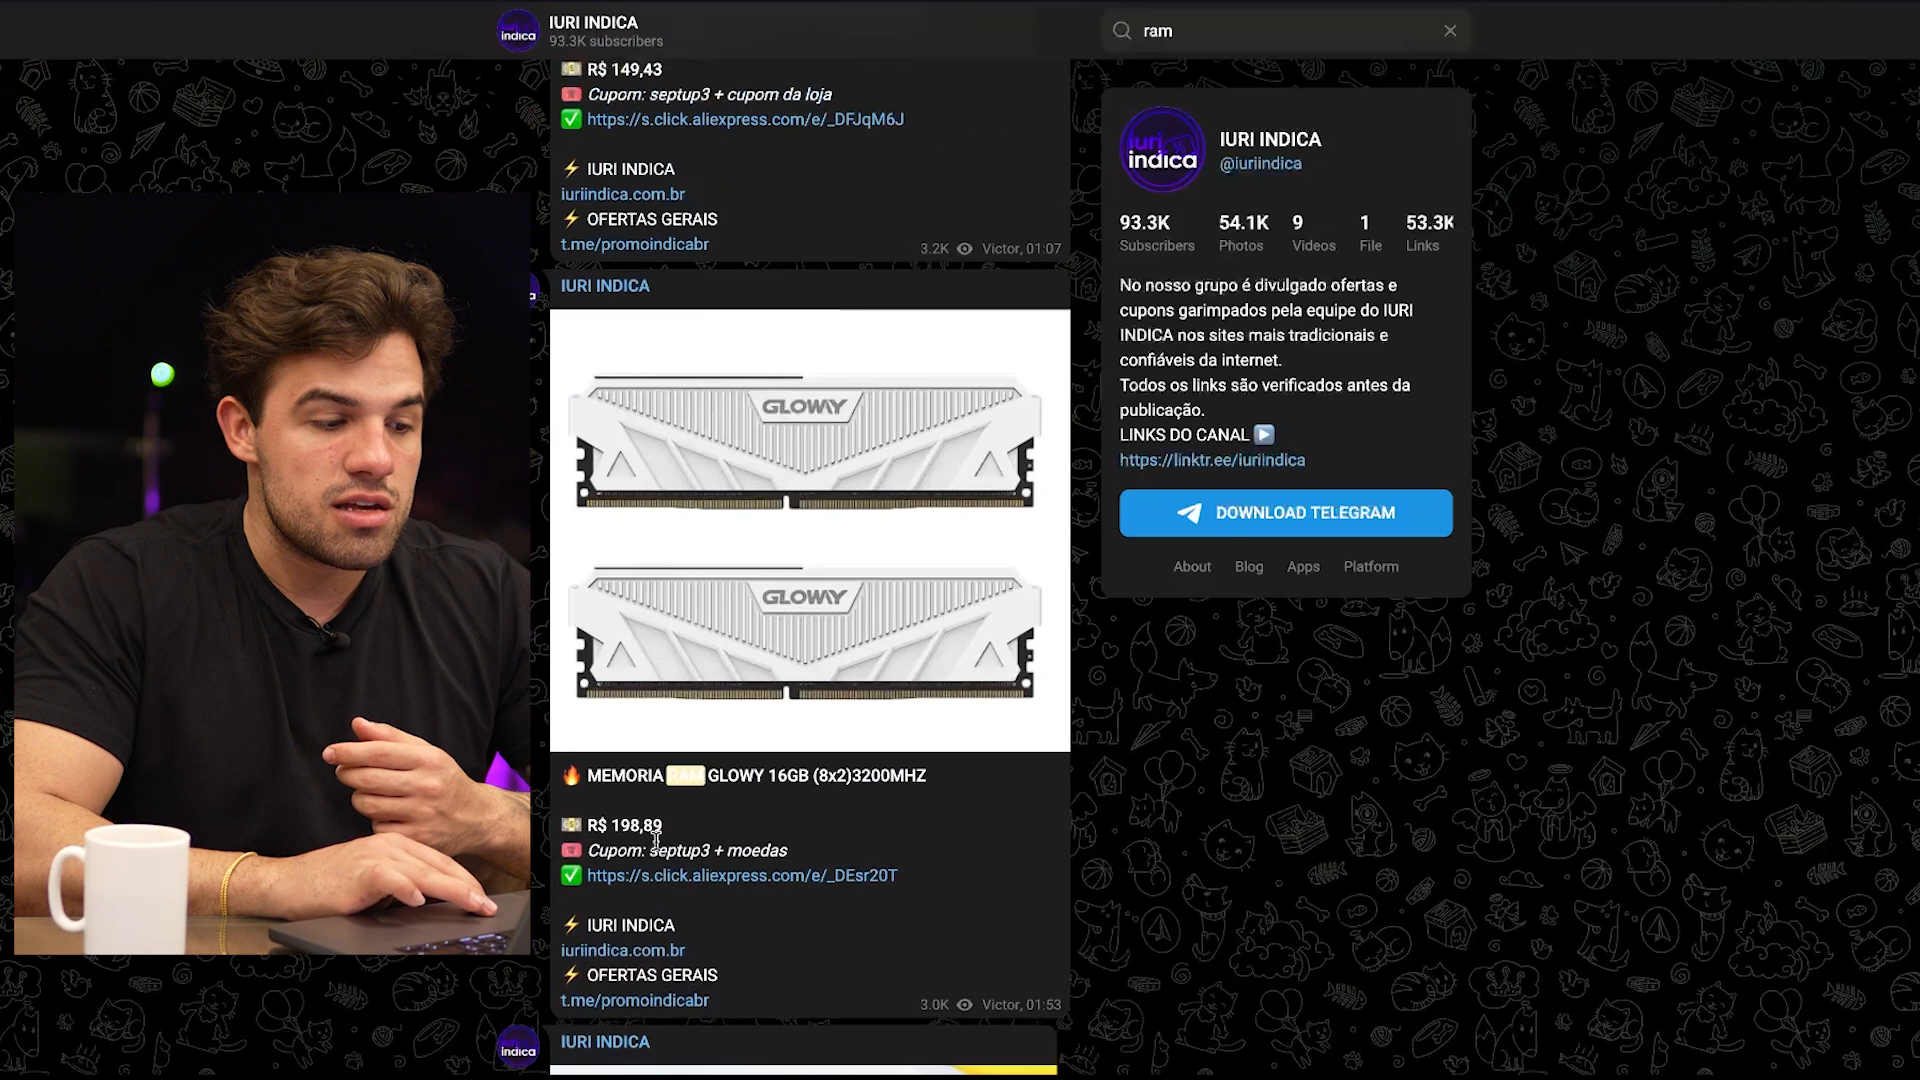 IURI INDICA
93.3K subscribers
iuri
indica
ram
R$ 149,43
Cupom: septup3 + cupom da loja
https://s.click.aliexpress.com/e/_DFJqM6J
IURI INDICA
iuriindica.com.br
OFERTAS GERAIS
t.me/promoindicabr
3.2K Victor, 01:07
IURI INDICA
GLOWAY
GLOWAY
MEMORIA RAM GLOWY 16GB (8x2)3200MHZ
R$ 198,89
Cupom: septup3 + moedas
https://s.click.aliexpress.com/e/_DEsr20T
IURI INDICA
iuriindica.com.br
OFERTAS GERAIS
t.me/promoindicabr
3.0K Victor, 01:53
indica
IURI INDICA
iuri
indica
IURI INDICA
@iuriindica
93.3K 54.1K 9 1 53.3K
Subscribers Photos Videos File Links
No nosso grupo é divulgado ofertas e
cupons garimpados pela equipe do IURI
INDICA nos sites mais tradicionais e
confiáveis da internet.
Todos os links são verificados antes da
publicação.
LINKS DO CANAL
https://linktr.ee/iuriindica
DOWNLOAD TELEGRAM
About Blog Apps Platform